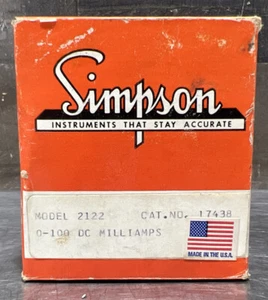 Simpson
INSTRUMENTS THAT STAY ACCURATE
MODEL 2122 CAT.NO. 17438
0-100 DC MILLIAMPS
MADE IN THE U.S.A.